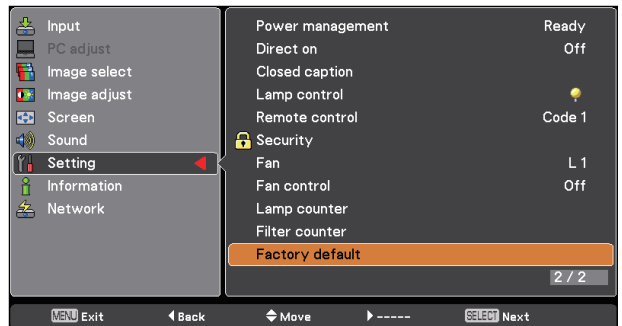 Input
PC adjust
Image select
Image adjust
Screen
Sound
Setting
Information
Network
Power management Ready
Direct on Off
Closed caption
Lamp control
Remote control Code 1
Security
Fan L 1
Fan control Off
Lamp counter
Filter counter
Factory default
2 / 2
MENU Exit Back Move ----- SELECT Next